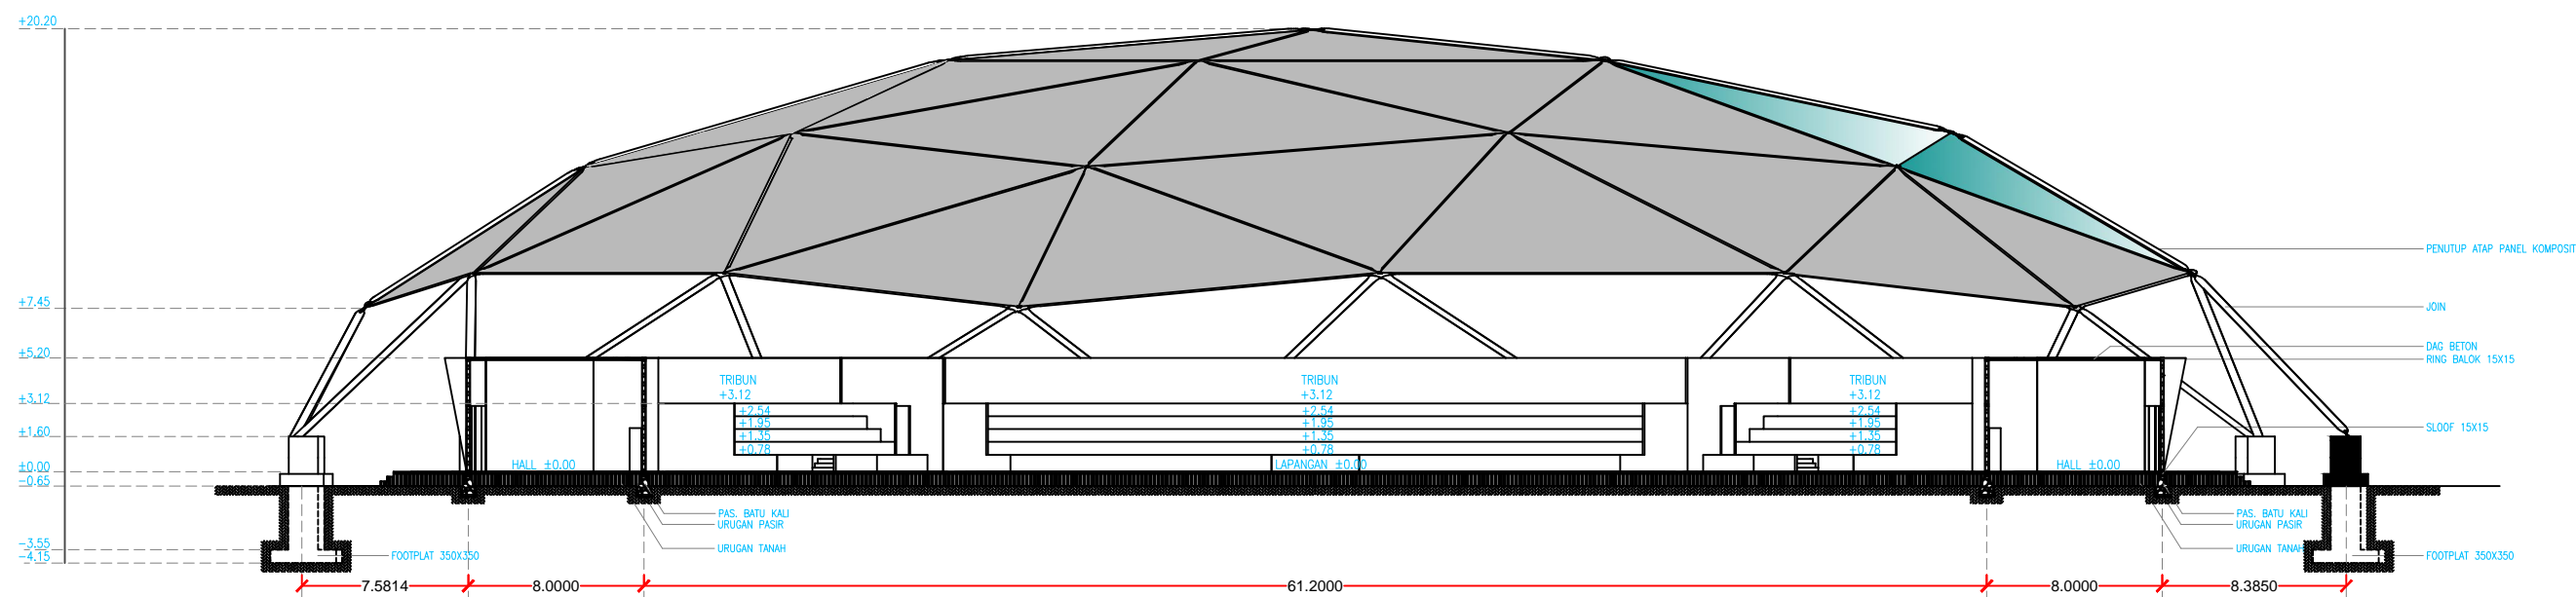 +20.20
PENUTUP ATAP PANEL KOMPOSIT
+7.45
JOIN
DAG BETON
+5.20
RING BALOK 15X15
TRIBUN
+3.12
TRIBUN
+3.12
TRIBUN
+3.12
+3.12
+2.54
+1.95
+1.35
+0.78
+2.54
+1.95
+1.35
+0.78
+2.54
+1.95
+1.35
+0.78
SLOOF 15X15
+1.60
±0.00
HALL ±0.00
LAPANGAN ±0.00
HALL ±0.00
-0.65
PAS. BATU KALI
URUGAN PASIR
URUGAN TANAH
PAS. BATU KALI
URUGAN PASIR
URUGAN TANAH
-3.55
-4.15
FOOTPLAT 350X350
FOOTPLAT 350X350
7.5814
8.0000
61.2000
8.0000
8.3850